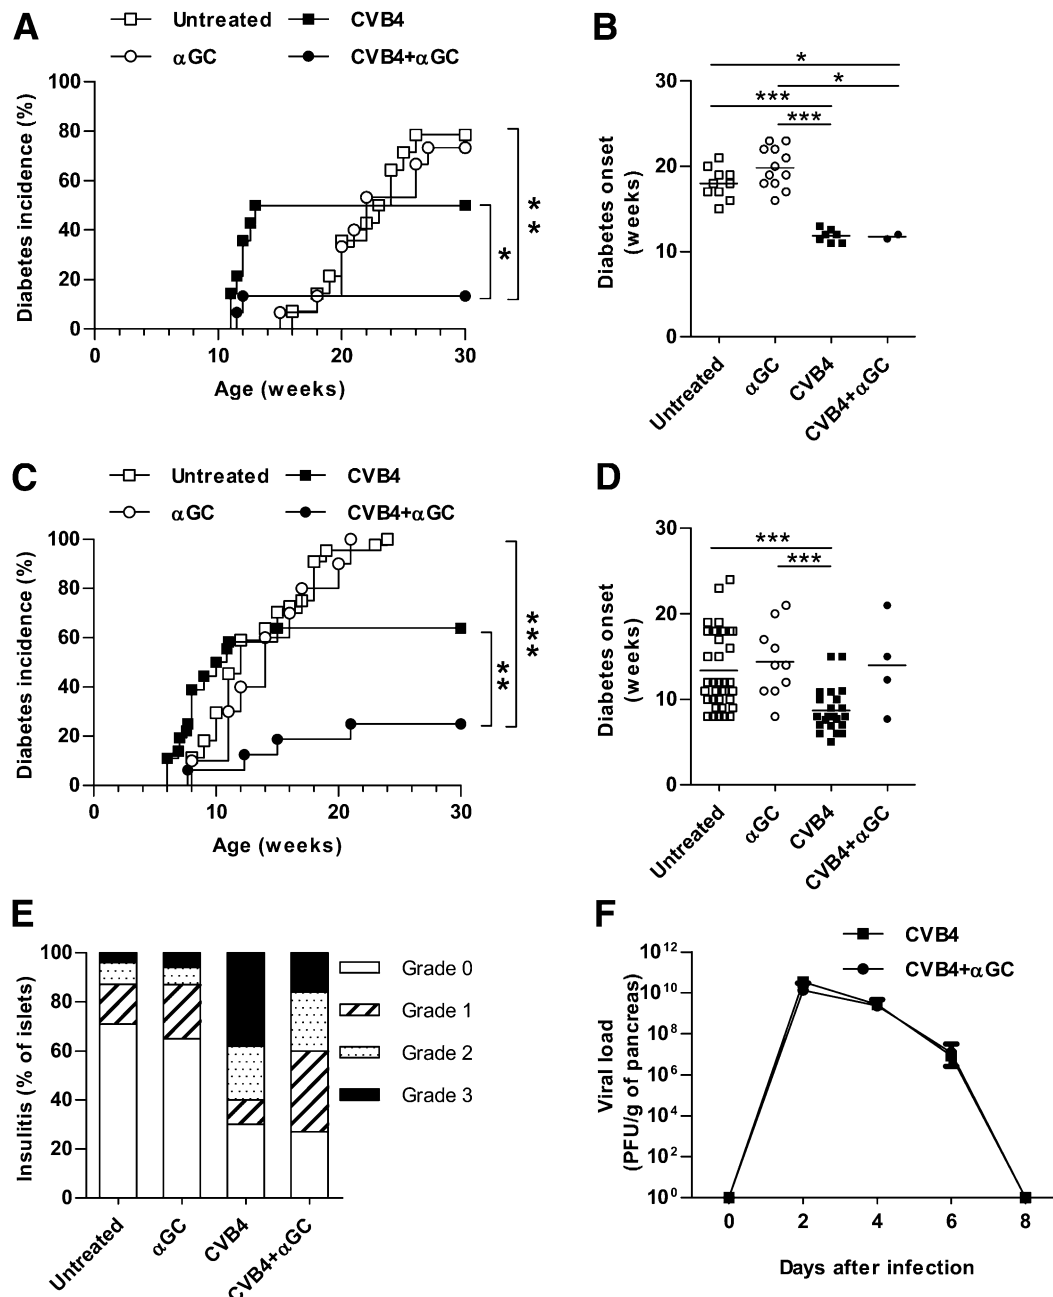 A
Untreated
CVB4
αGC
CVB4+αGC
Diabetes incidence (%)
100
80
60
40
20
0
0
10
20
30
Age (weeks)
*
**
B
Diabetes onset
(weeks)
30
20
10
0
*
*
***
***
Untreated
αGC
CVB4
CVB4+αGC
C
Untreated
CVB4
αGC
CVB4+αGC
Diabetes incidence (%)
100
80
60
40
20
0
0
10
20
30
Age (weeks)
**
***
D
Diabetes onset
(weeks)
30
20
10
0
***
***
Untreated
αGC
CVB4
CVB4+αGC
E
Insulitis (% of islets)
100
80
60
40
20
0
Grade 0
Grade 1
Grade 2
Grade 3
Untreated
αGC
CVB4
CVB4+αGC
F
CVB4
CVB4+αGC
Viral load
(PFU/g of pancreas)
10¹²
10¹⁰
10⁸
10⁶
10⁴
10²
10⁰
0
2
4
6
8
Days after infection